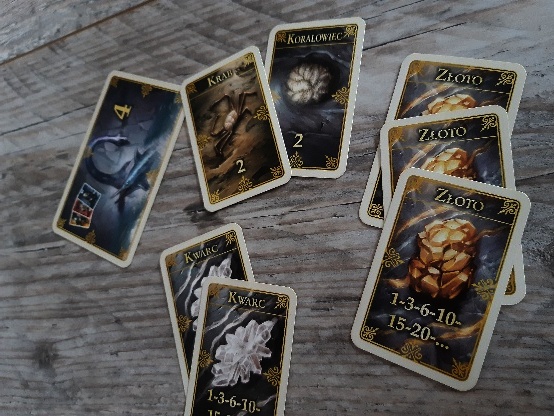 4
KRAB
2
KORALOWIEC
2
ZŁOTO
ZŁOTO
ZŁOTO
1-3-6-10-
15-20-...
KWARC
KWARC
1-3-6-10-